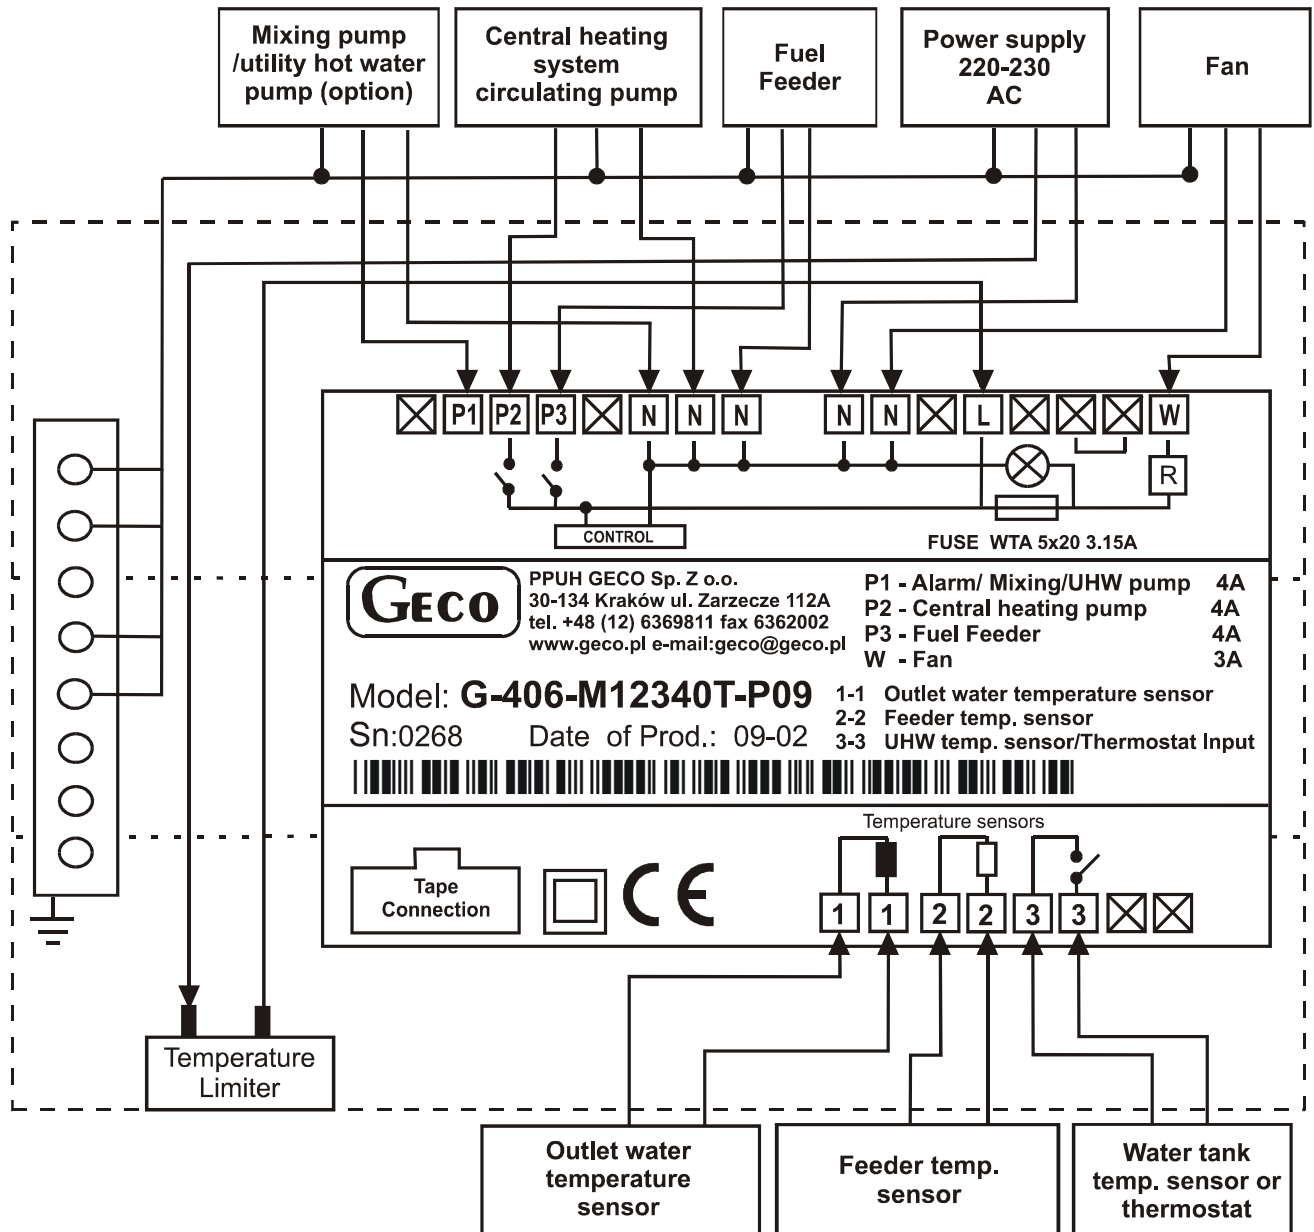 Mixing pump
/utility hot water
pump (option)
Central heating
system
circulating pump
Fuel
Feeder
Power supply
220-230
AC
Fan
P1 P2 P3 N N N N N L W
R
CONTROL
FUSE WTA 5x20 3.15A
GECO
PPUH GECO Sp. Z o.o.
30-134 Kraków ul. Zarzecze 112A
tel. +48 (12) 6369811 fax 6362002
www.geco.pl e-mail:geco@geco.pl
P1 - Alarm/ Mixing/UHW pump 4A
P2 - Central heating pump 4A
P3 - Fuel Feeder 4A
W - Fan 3A
Model: G-406-M12340T-P09
Sn:0268 Date of Prod.: 09-02
1-1 Outlet water temperature sensor
2-2 Feeder temp. sensor
3-3 UHW temp. sensor/Thermostat Input
Temperature sensors
Tape
Connection
CE
1 1 2 2 3 3
Temperature
Limiter
Outlet water
temperature
sensor
Feeder temp.
sensor
Water tank
temp. sensor or
thermostat